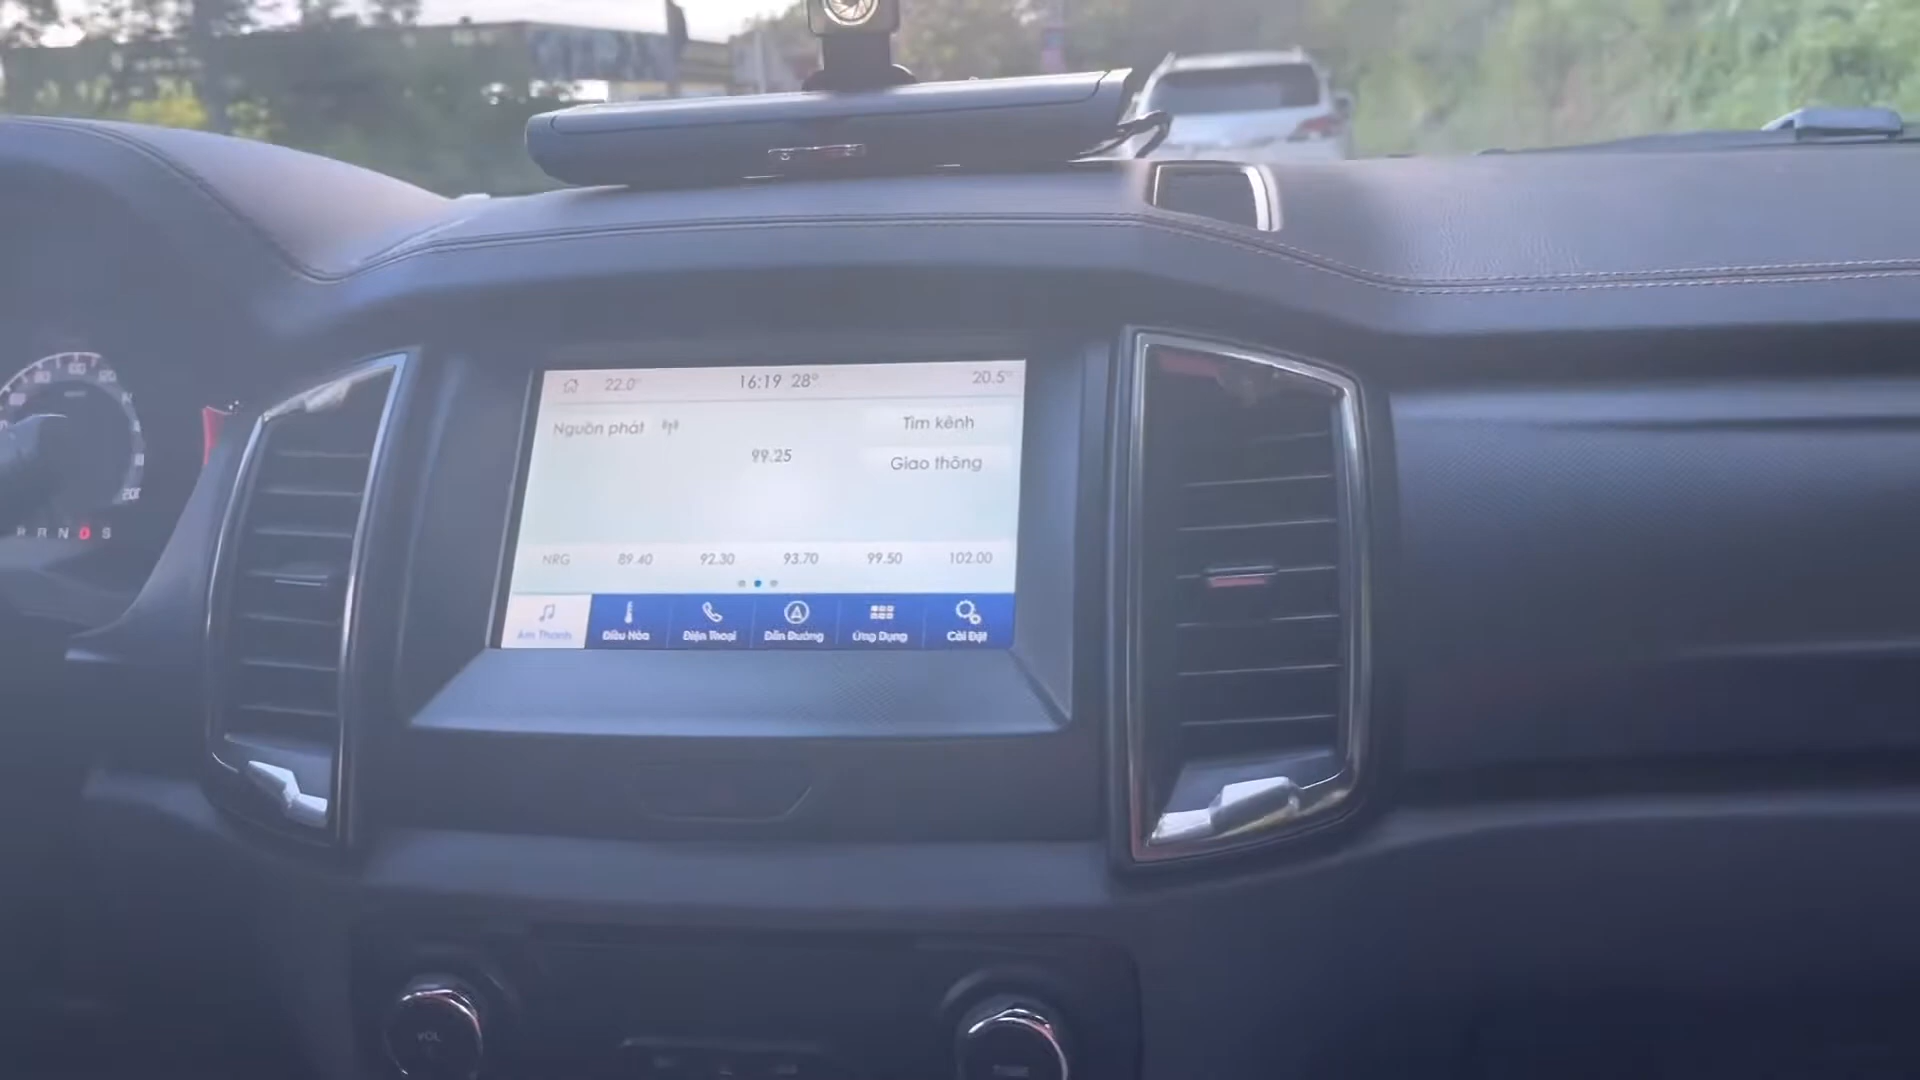 22.0° 16:19 28° 20.5°
Nguồn phát
Tìm kênh
99.25
Giao thông
NRG 89.40 92.30 93.70 99.50 102.00
Âm Thanh Điều Hòa Điện Thoại Dẫn Đường Ứng Dụng Cài Đặt
P R N D S
VOL
TUNE